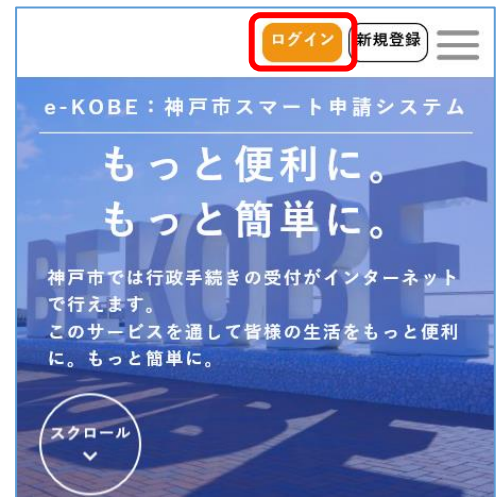 ログイン
新規登録
e-KOBE：神戸市スマート申請システム
もっと便利に。
もっと簡単に。
神戸市では行政手続きの受付がインターネット
で行えます。
このサービスを通して皆様の生活をもっと便利
に。もっと簡単に。
スクロール
BE KOBE